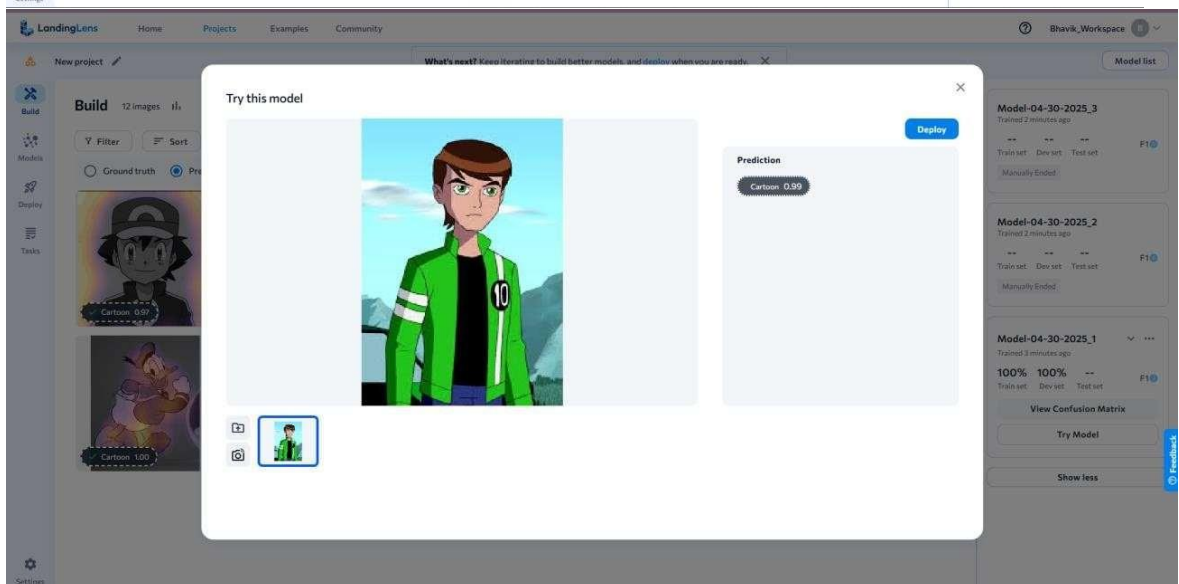 Settings
LandingLens Home Projects Examples Community Bhavik_Workspace B
New project What's next? Keep iterating to build better models, and deploy when you are ready. Model list
Build
Models
Deploy
Tasks
Settings
Build 12 images
Filter Sort
Ground truth Pre
Cartoon 0.97
Cartoon 1.00
Try this model
10
Deploy
Prediction
Cartoon 0.99
Model-04-30-2025_3
Trained 2 minutes ago
-- -- -- F1
Train set Dev set Test set
Manually Ended
Model-04-30-2025_2
Trained 2 minutes ago
-- -- -- F1
Train set Dev set Test set
Manually Ended
Model-04-30-2025_1
Trained 3 minutes ago
100% 100% -- F1
Train set Dev set Test set
View Confusion Matrix
Try Model
Show less
Feedback